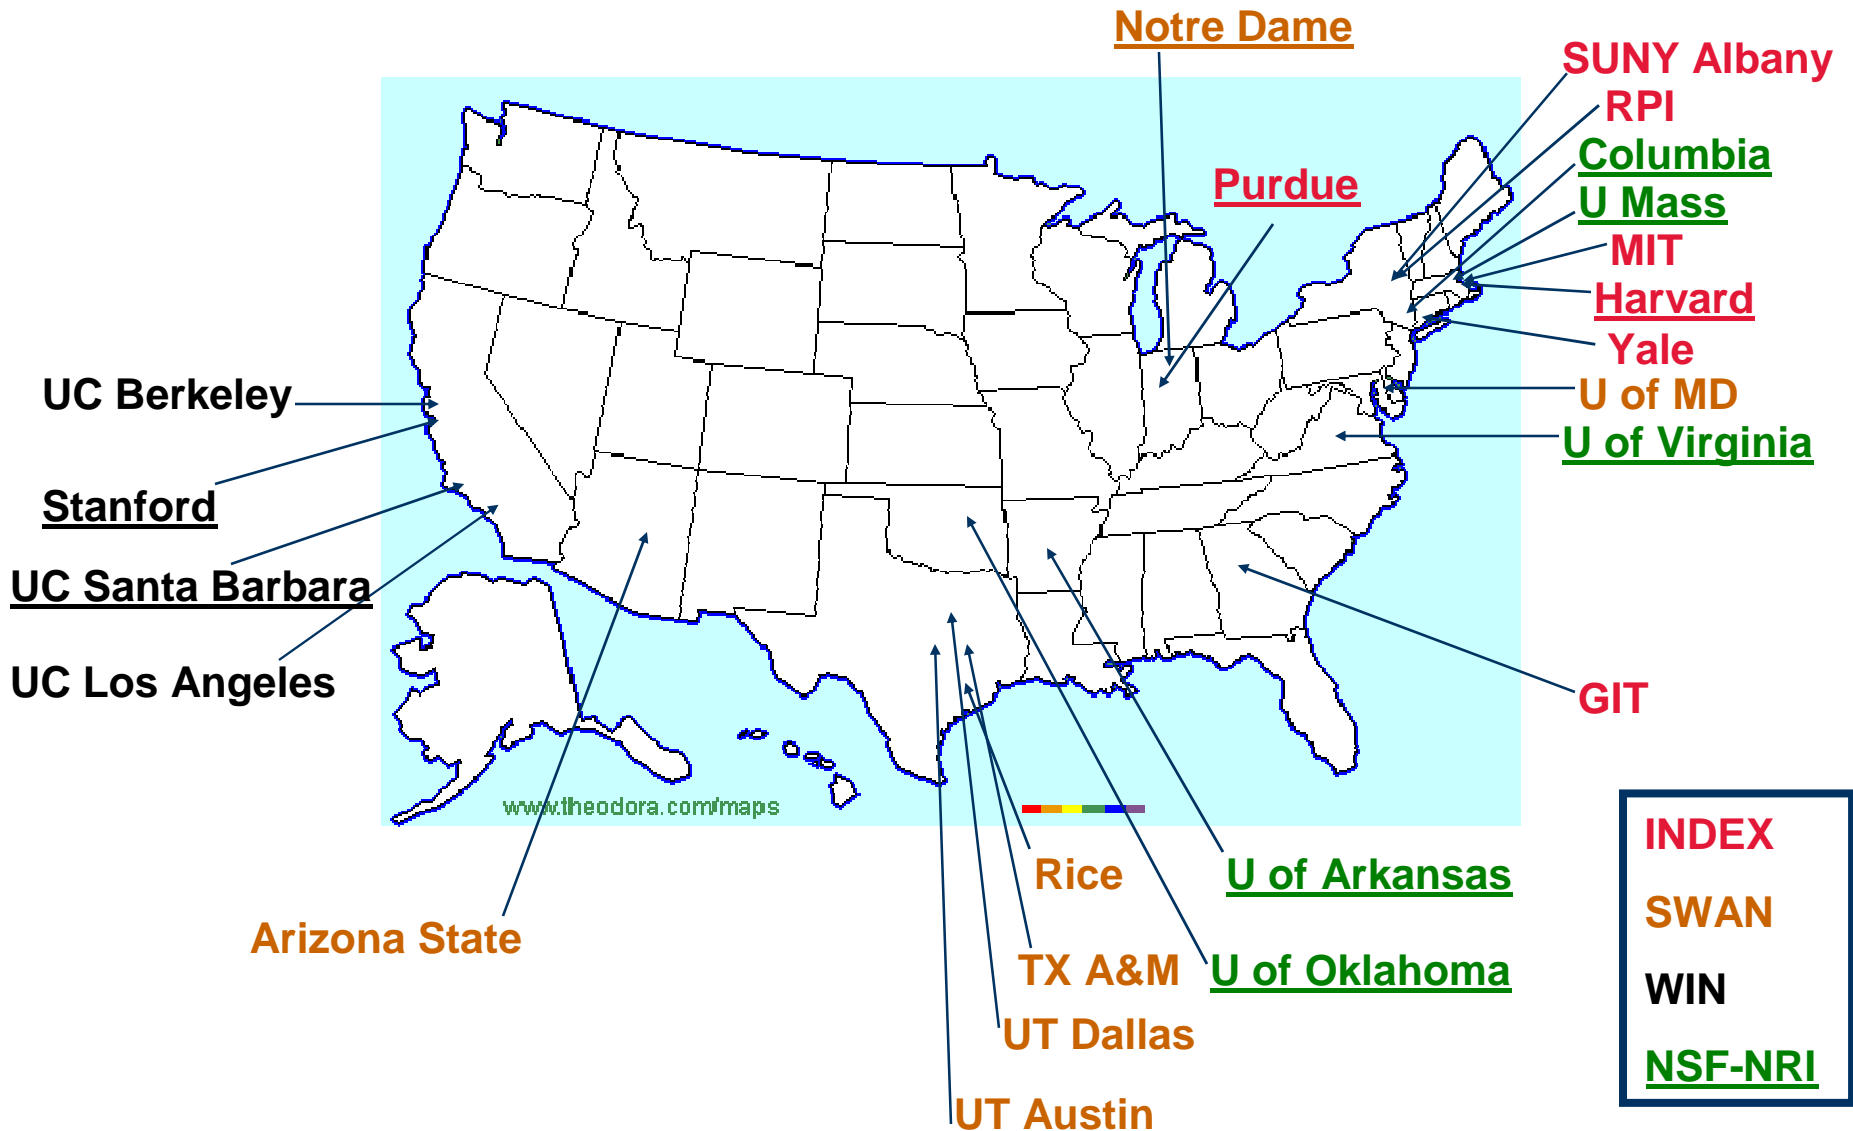 Notre Dame
SUNY Albany
RPI
Columbia
U Mass
Purdue
MIT
Harvard
Yale
UC Berkeley
U of MD
U of Virginia
Stanford
UC Santa Barbara
UC Los Angeles
GIT
www.theodora.com/maps
INDEX
Rice
U of Arkansas
SWAN
Arizona State
TX A&M
U of Oklahoma
WIN
UT Dallas
NSF-NRI
UT Austin